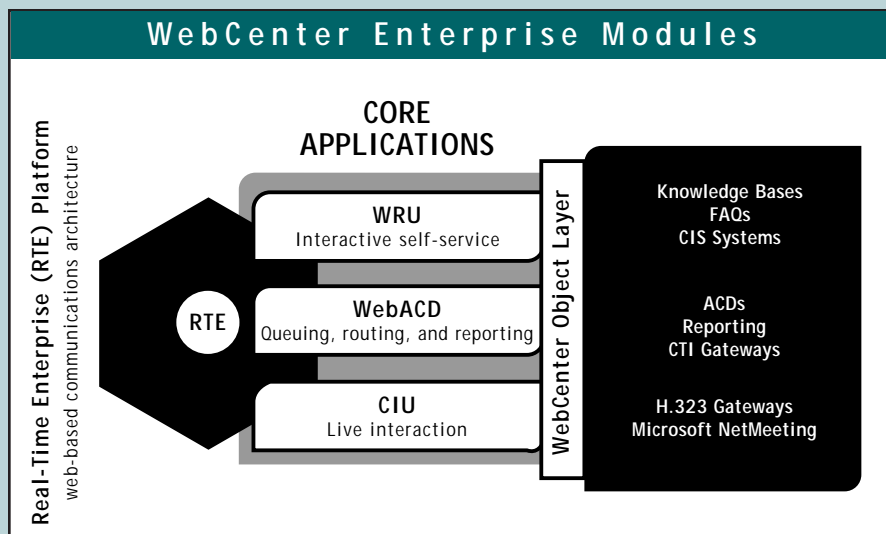 WebCenter Enterprise Modules
Real-Time Enterprise (RTE) Platform
web-based communications architecture
CORE
APPLICATIONS
RTE
WRU
Interactive self-service
WebACD
Queuing, routing, and reporting
CIU
Live interaction
WebCenter Object Layer
Knowledge Bases
FAQs
CIS Systems
ACDs
Reporting
CTI Gateways
H.323 Gateways
Microsoft NetMeeting